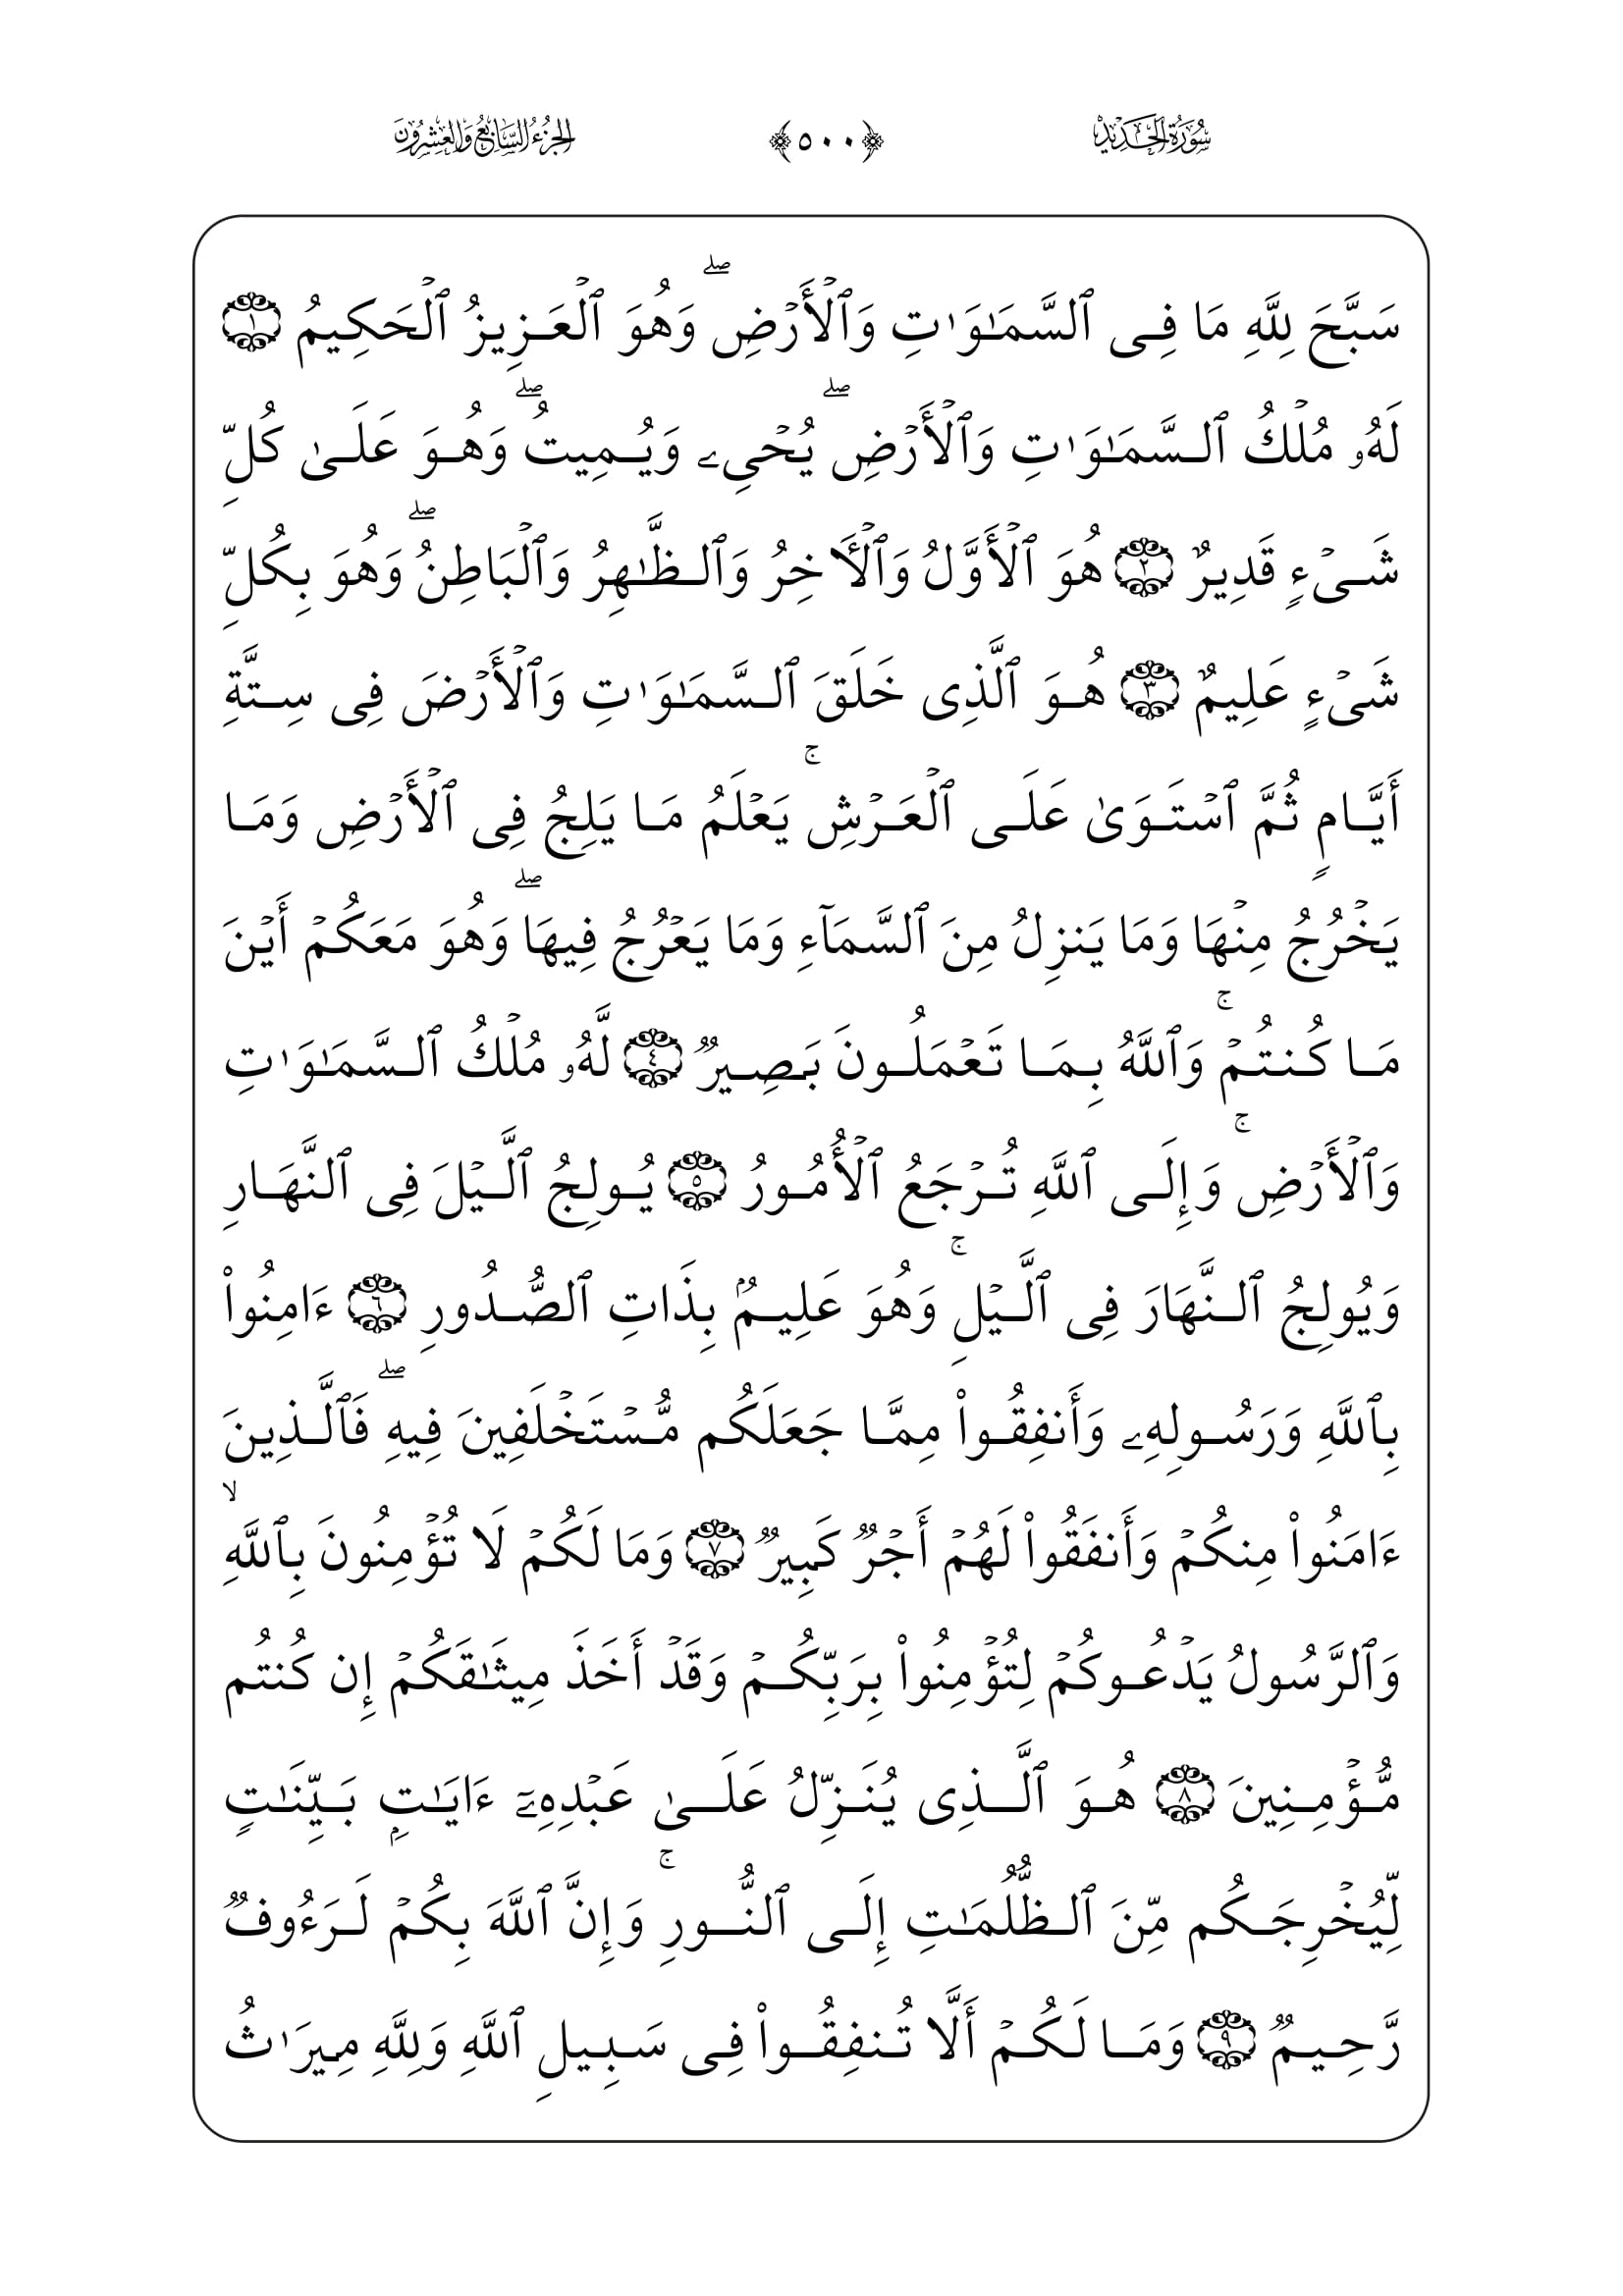 سُورَةُ الحَدِيدِ ﴿٥٠٠﴾ الجُزْءُ السَّابِعُ وَالعِشْرُونَ
سَبَّحَ لِلَّهِ مَا فِى ٱلسَّمَـٰوَٰتِ وَٱلْأَرْضِ ۖ وَهُوَ ٱلْعَزِيزُ ٱلْحَكِيمُ ١
لَهُۥ مُلْكُ ٱلسَّمَـٰوَٰتِ وَٱلْأَرْضِ ۖ يُحْىِۦ وَيُمِيتُ ۖ وَهُوَ عَلَىٰ كُلِّ
شَىْءٍ قَدِيرٌ ٢ هُوَ ٱلْأَوَّلُ وَٱلْـَٔاخِرُ وَٱلظَّـٰهِرُ وَٱلْبَاطِنُ ۖ وَهُوَ بِكُلِّ
شَىْءٍ عَلِيمٌ ٣ هُوَ ٱلَّذِى خَلَقَ ٱلسَّمَـٰوَٰتِ وَٱلْأَرْضَ فِى سِتَّةِ
أَيَّامٍ ثُمَّ ٱسْتَوَىٰ عَلَى ٱلْعَرْشِ ۚ يَعْلَمُ مَا يَلِجُ فِى ٱلْأَرْضِ وَمَا
يَخْرُجُ مِنْهَا وَمَا يَنزِلُ مِنَ ٱلسَّمَآءِ وَمَا يَعْرُجُ فِيهَا ۖ وَهُوَ مَعَكُمْ أَيْنَ
مَا كُنتُمْ ۚ وَٱللَّهُ بِمَا تَعْمَلُونَ بَصِيرٌ ٤ لَّهُۥ مُلْكُ ٱلسَّمَـٰوَٰتِ
وَٱلْأَرْضِ ۚ وَإِلَى ٱللَّهِ تُرْجَعُ ٱلْأُمُورُ ٥ يُولِجُ ٱلَّيْلَ فِى ٱلنَّهَارِ
وَيُولِجُ ٱلنَّهَارَ فِى ٱلَّيْلِ ۚ وَهُوَ عَلِيمٌۢ بِذَاتِ ٱلصُّدُورِ ٦ ءَامِنُوا۟
بِٱللَّهِ وَرَسُولِهِۦ وَأَنفِقُوا۟ مِمَّا جَعَلَكُم مُّسْتَخْلَفِينَ فِيهِ ۖ فَٱلَّذِينَ
ءَامَنُوا۟ مِنكُمْ وَأَنفَقُوا۟ لَهُمْ أَجْرٌ كَبِيرٌ ٧ وَمَا لَكُمْ لَا تُؤْمِنُونَ بِٱللَّهِ ۙ
وَٱلرَّسُولُ يَدْعُوكُمْ لِتُؤْمِنُوا۟ بِرَبِّكُمْ وَقَدْ أَخَذَ مِيثَـٰقَكُمْ إِن كُنتُم
مُّؤْمِنِينَ ٨ هُوَ ٱلَّذِى يُنَزِّلُ عَلَىٰ عَبْدِهِۦٓ ءَايَـٰتٍۭ بَيِّنَـٰتٍ
لِّيُخْرِجَكُم مِّنَ ٱلظُّلُمَـٰتِ إِلَى ٱلنُّورِ ۚ وَإِنَّ ٱللَّهَ بِكُمْ لَرَءُوفٌ
رَّحِيمٌ ٩ وَمَا لَكُمْ أَلَّا تُنفِقُوا۟ فِى سَبِيلِ ٱللَّهِ وَلِلَّهِ مِيرَٰثُ